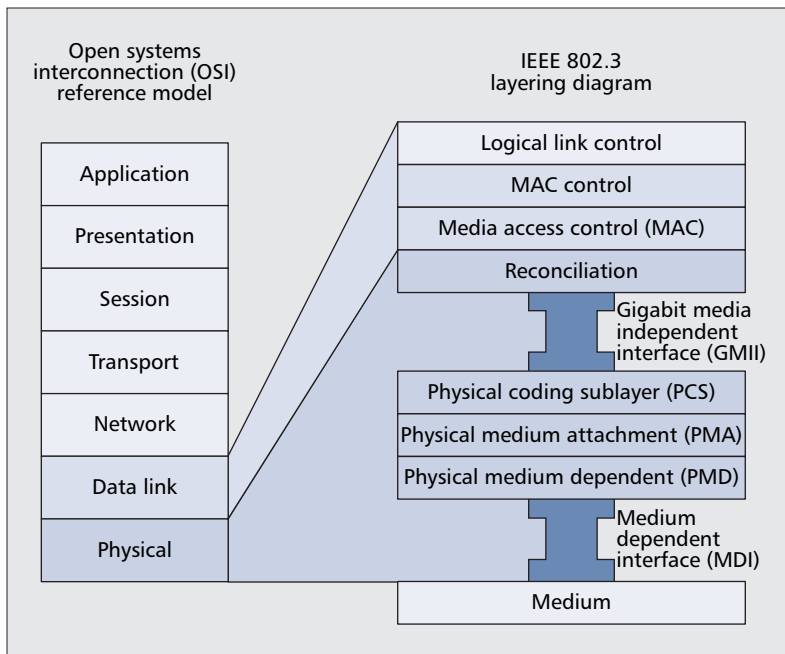 Open systems
interconnection (OSI)
reference model
Application
Presentation
Session
Transport
Network
Data link
Physical
IEEE 802.3
layering diagram
Logical link control
MAC control
Media access control (MAC)
Reconciliation
Gigabit media
independent
interface (GMII)
Physical coding sublayer (PCS)
Physical medium attachment (PMA)
Physical medium dependent (PMD)
Medium
dependent
interface (MDI)
Medium